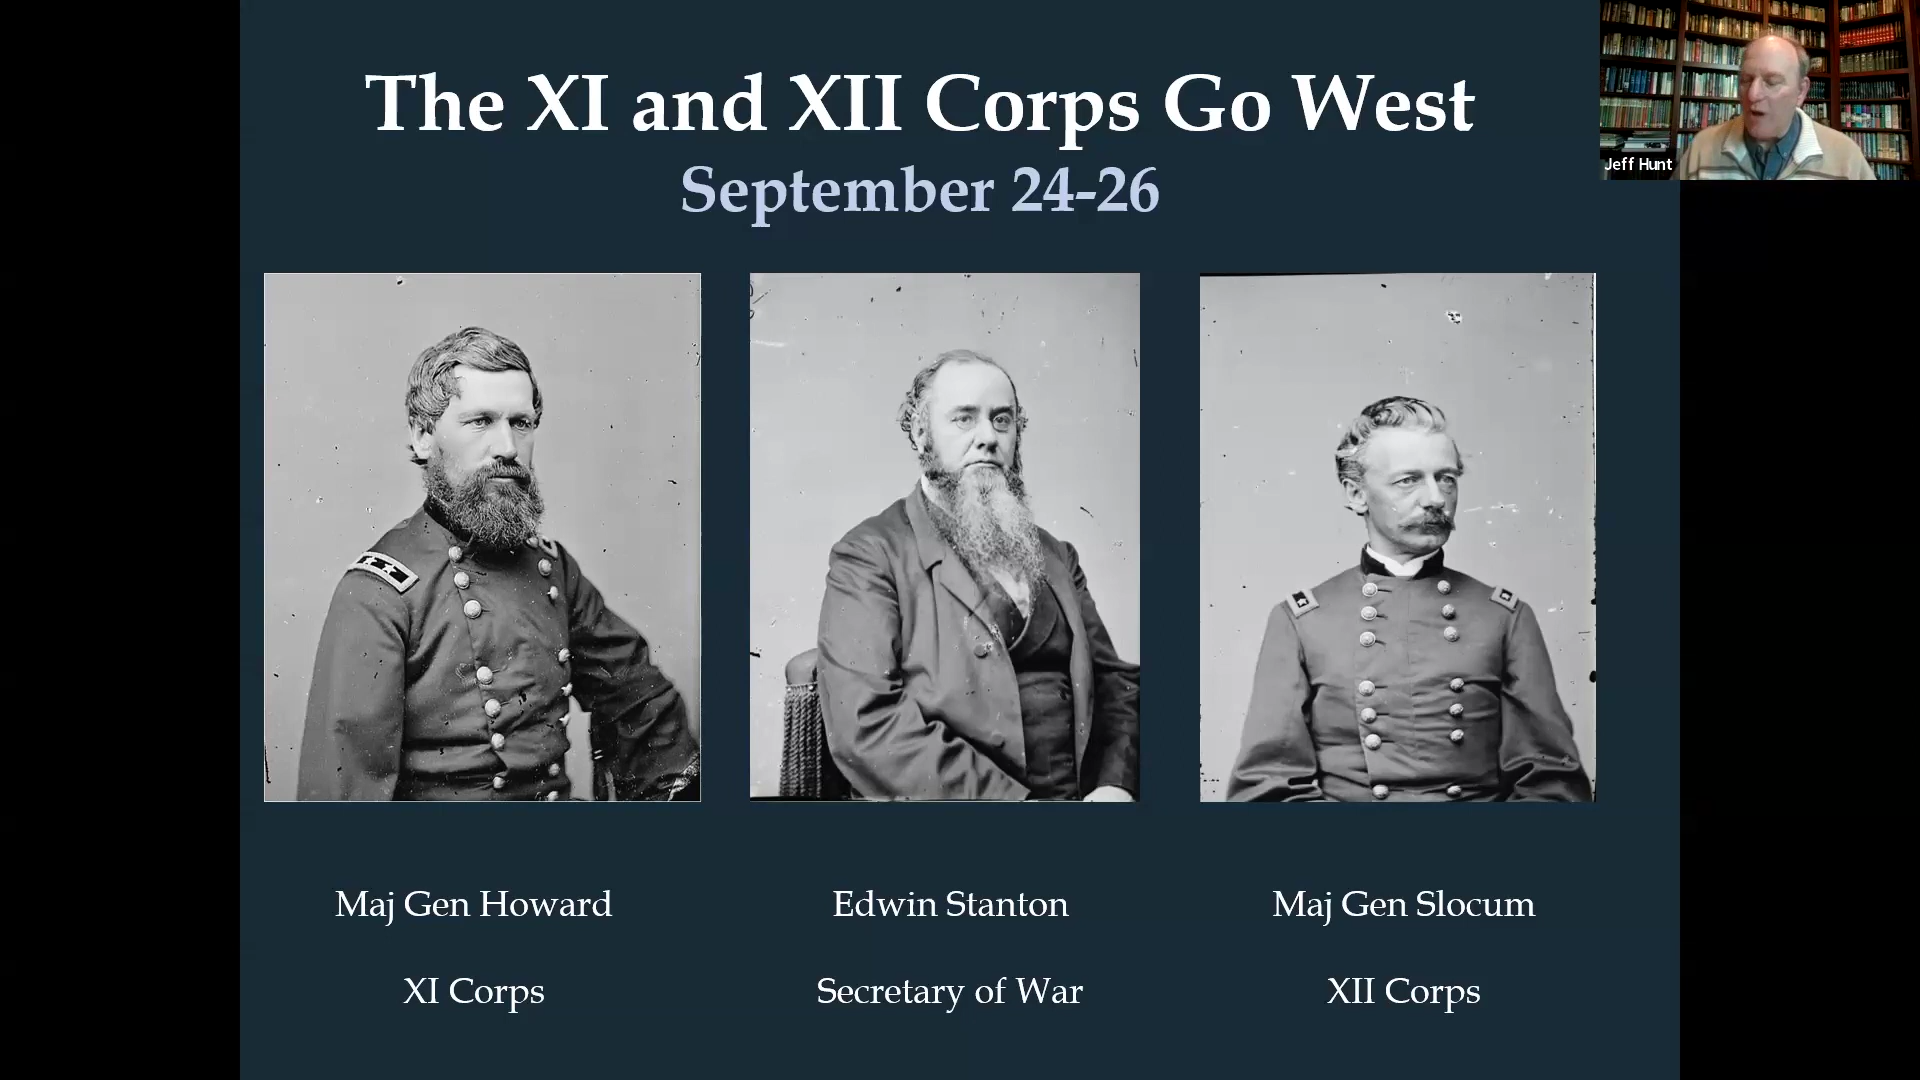 The XI and XII Corps Go West
September 24-26
Jeff Hunt
Maj Gen Howard
XI Corps
Edwin Stanton
Secretary of War
Maj Gen Slocum
XII Corps